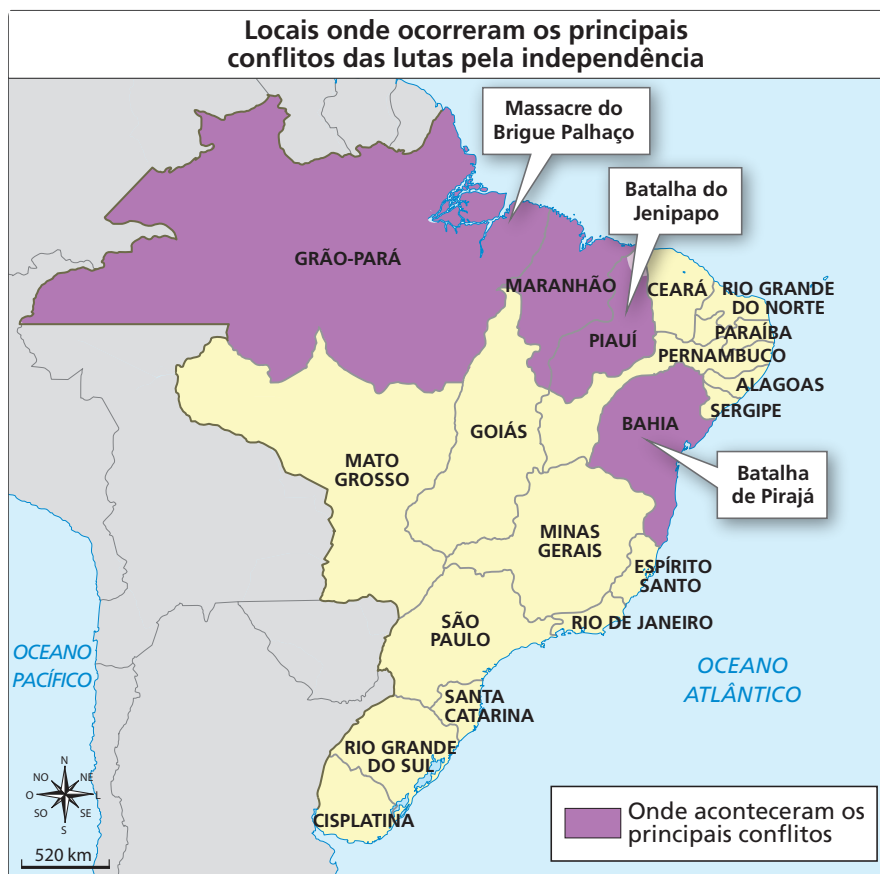 Locais onde ocorreram os principais
conflitos das lutas pela independência
Massacre do
Brigue Palhaço
Batalha do
Jenipapo
GRÃO-PARÁ
MARANHÃO
CEARÁ
RIO GRANDE
DO NORTE
PARAÍBA
PIAUÍ
PERNAMBUCO
ALAGOAS
SERGIPE
BAHIA
GOIÁS
MATO
GROSSO
Batalha
de Pirajá
MINAS
GERAIS
ESPÍRITO
SANTO
SÃO
PAULO
RIO DE JANEIRO
OCEANO
PACÍFICO
OCEANO
ATLÂNTICO
SANTA
CATARINA
RIO GRANDE
DO SUL
CISPLATINA
N
NO
NE
O
L
SO
SE
S
520 km
Onde aconteceram os
principais conflitos